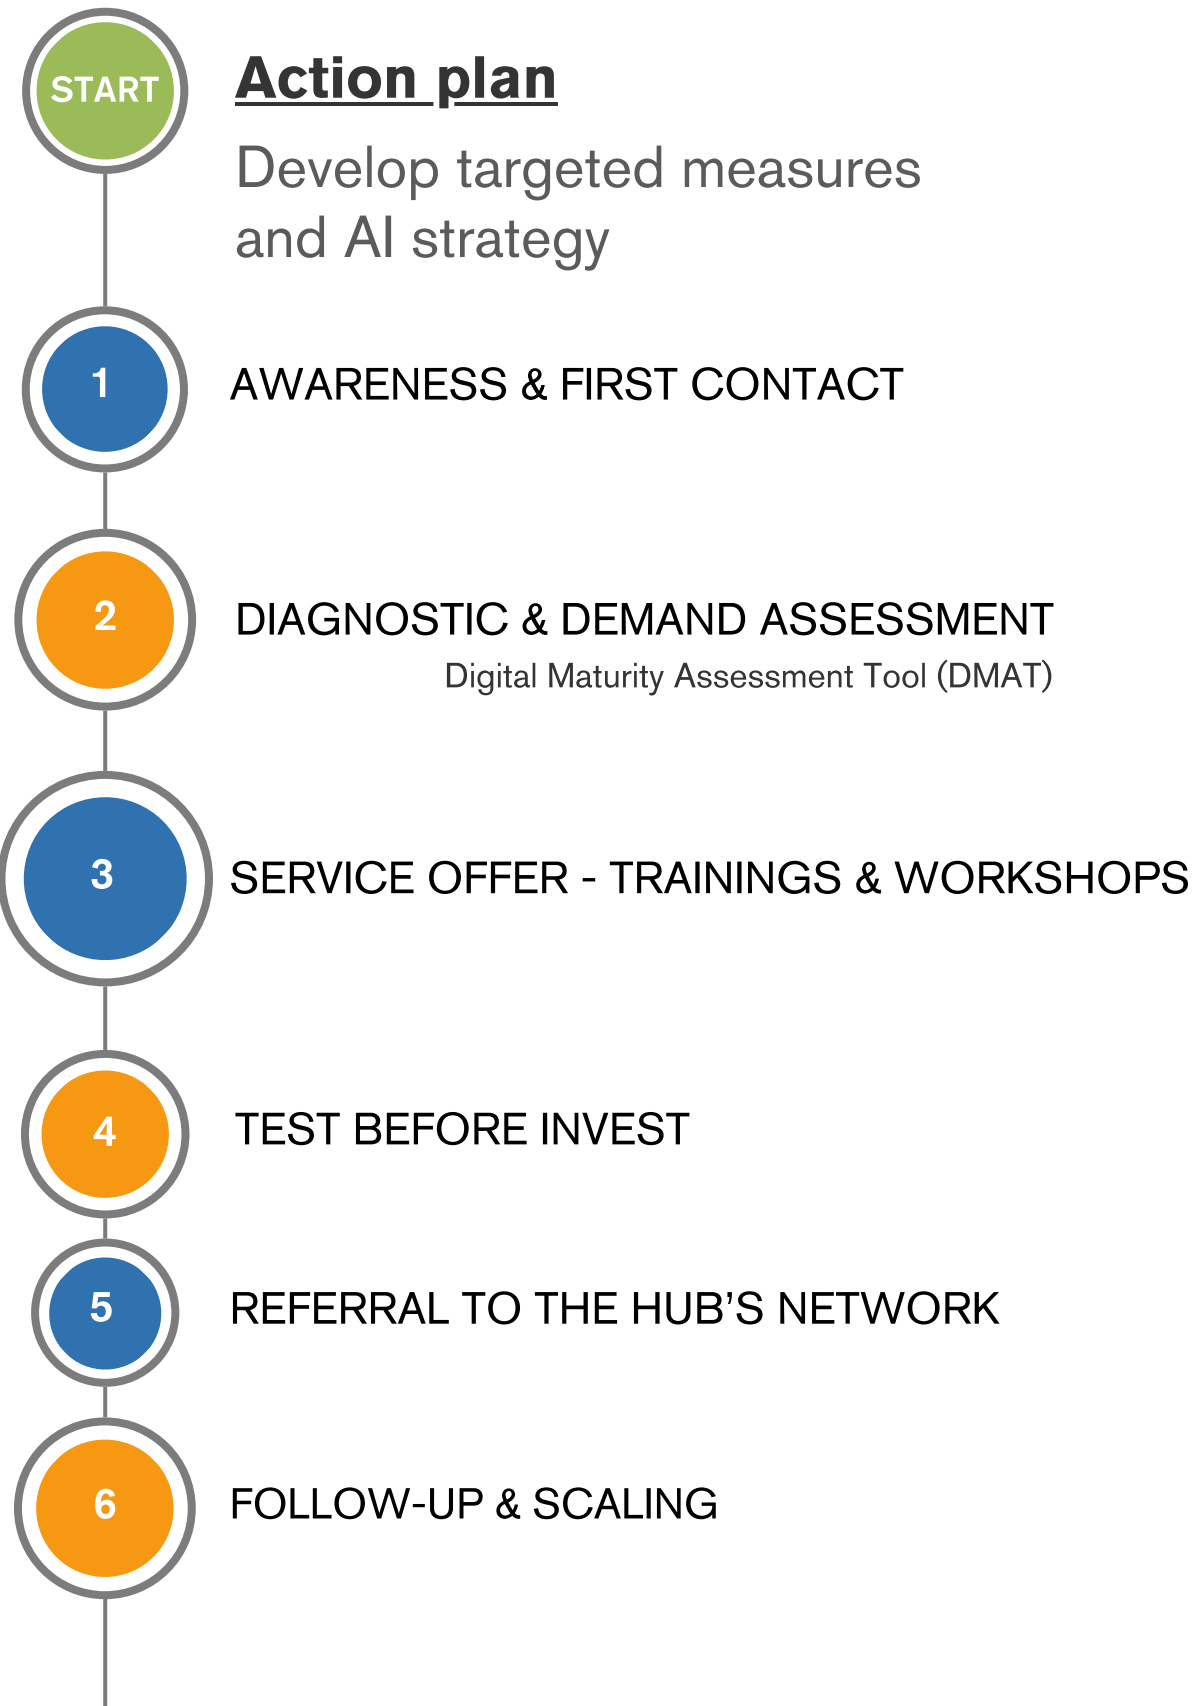 START
Action plan
Develop targeted measures
and AI strategy
1
AWARENESS & FIRST CONTACT
2
DIAGNOSTIC & DEMAND ASSESSMENT
Digital Maturity Assessment Tool (DMAT)
3
SERVICE OFFER - TRAININGS & WORKSHOPS
4
TEST BEFORE INVEST
5
REFERRAL TO THE HUB’S NETWORK
6
FOLLOW-UP & SCALING